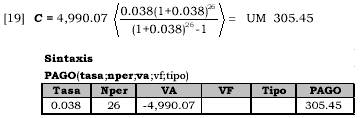 [19] C = 4,990.07 ⟨ 0.038(1+0.038)^26 / (1+0.038)^26 -1 ⟩ = UM 305.45
Sintaxis
PAGO(tasa;nper;va;vf;tipo)
Tasa Nper VA VF Tipo PAGO
0.038 26 -4,990.07 305.45